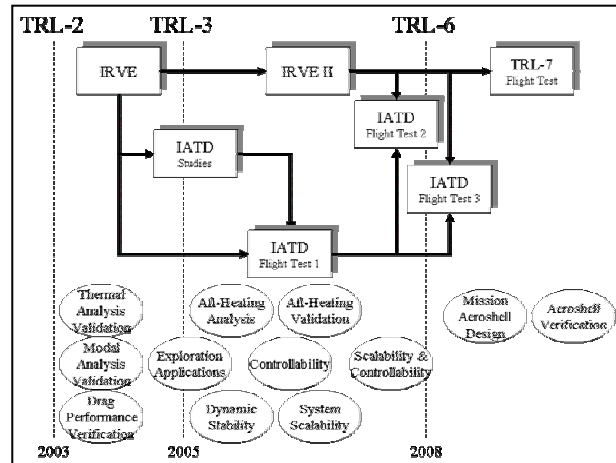 TRL-2 TRL-3 TRL-6
IRVE
IRVE II
TRL-7
Flight Test
IATD
Flight Test 2
IATD
Studies
IATD
Flight Test 3
IATD
Flight Test 1
Thermal
Analysis
Validation
Aft-Heating
Analysis
Aft-Heating
Validation
Mission
Aeroshell
Design
Aeroshell
Verification
Modal
Analysis
Validation
Exploration
Applications
Controllability
Scalability &
Controllability
Drag
Performance
Verification
Dynamic
Stability
System
Scalability
2003 2005 2008